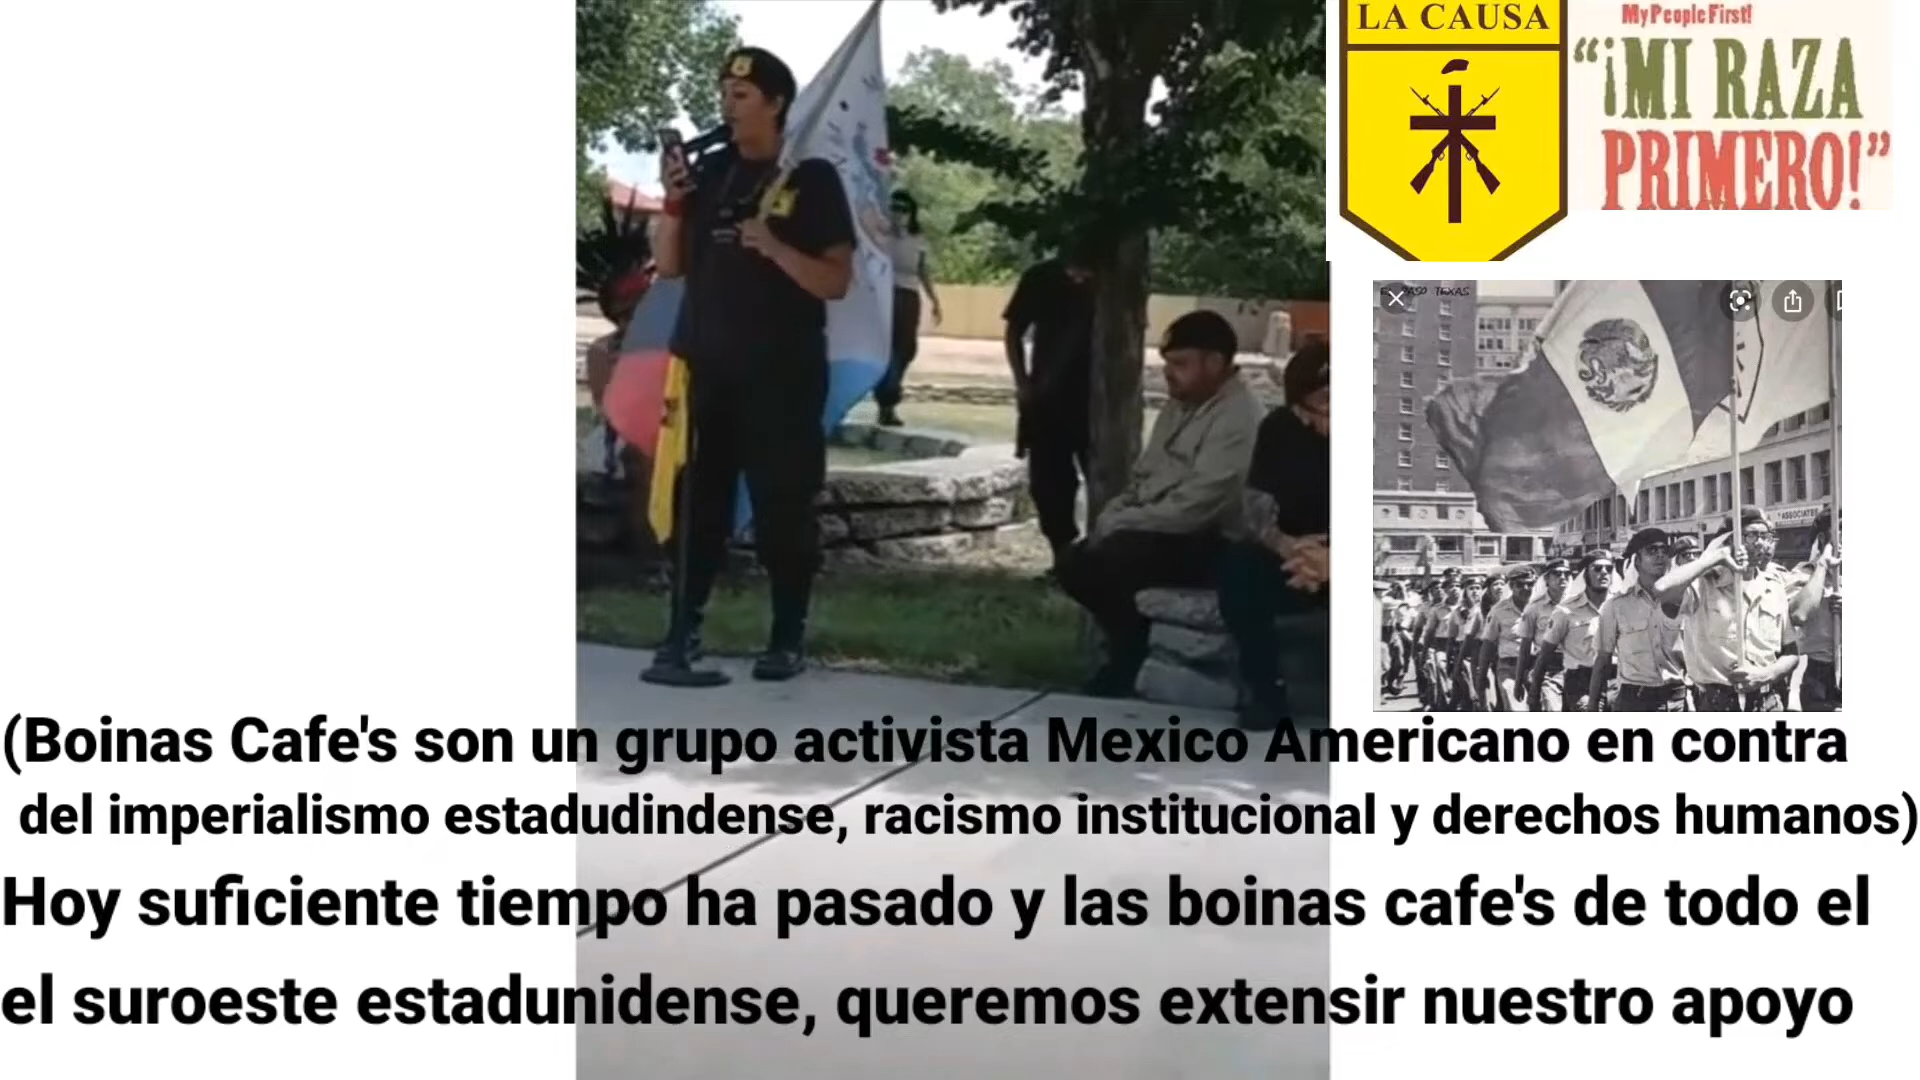 LA CAUSA
My People First!
“¡MI RAZA
PRIMERO!”
PASO TEXAS
ASSOCIATES
(Boinas Cafe's son un grupo activista Mexico Americano en contra
del imperialismo estadudindense, racismo institucional y derechos humanos)
Hoy suficiente tiempo ha pasado y las boinas cafe's de todo el
el suroeste estadunidense, queremos extensir nuestro apoyo